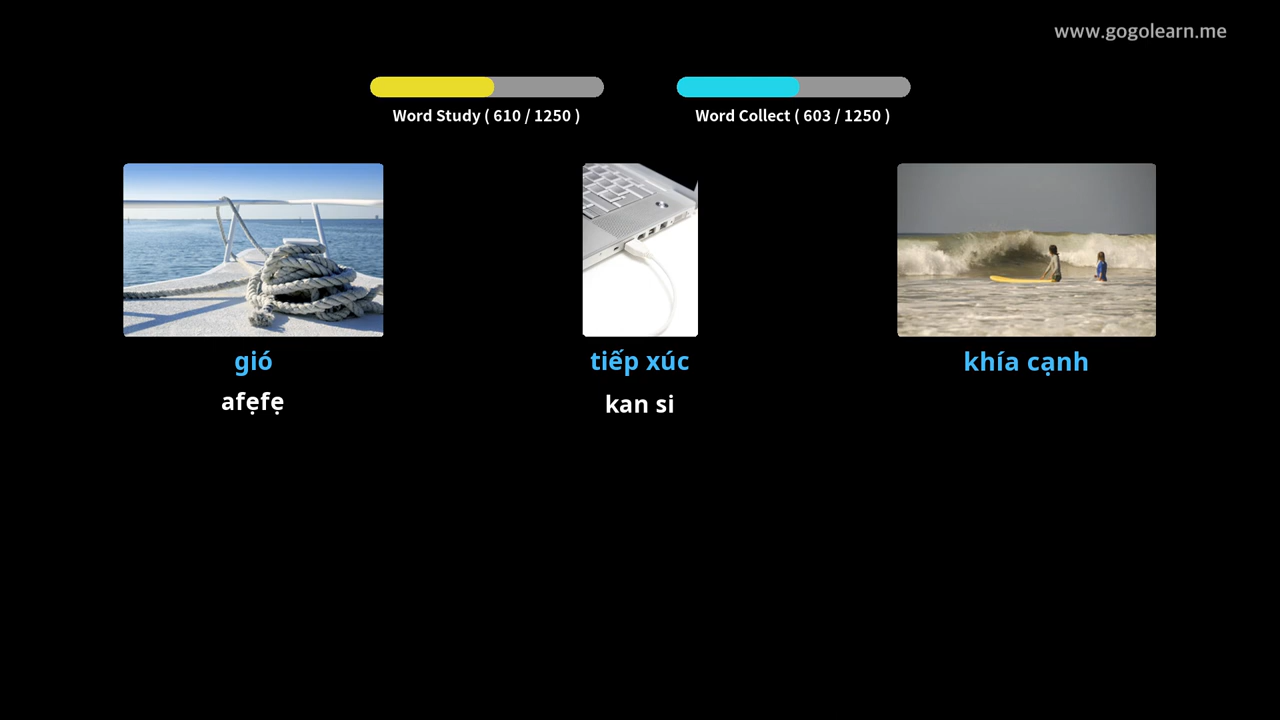 www.gogolearn.me
Word Study ( 610 / 1250 )
Word Collect ( 603 / 1250 )
gió
tiếp xúc
khía cạnh
afẹfẹ
kan si